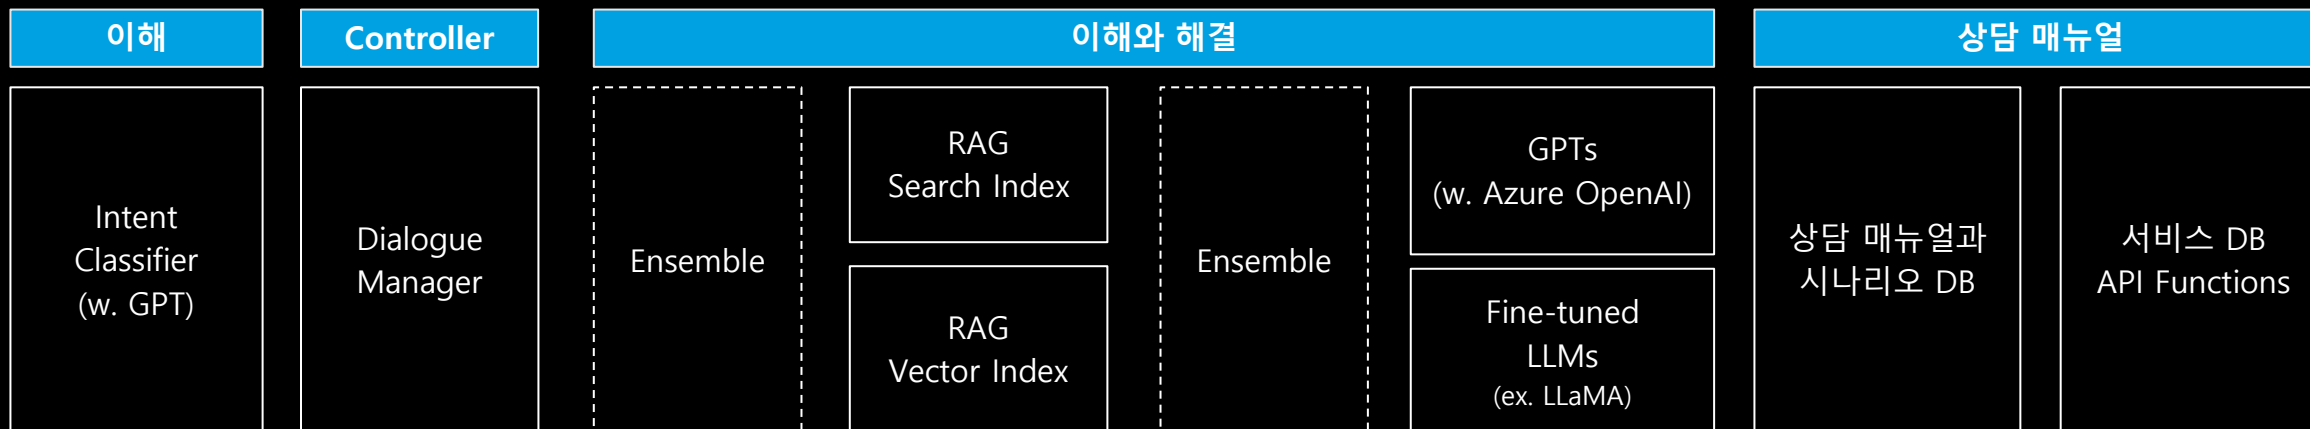 이해
Controller
이해와 해결
상담 매뉴얼
Intent
Classifier
(w. GPT)
Dialogue
Manager
Ensemble
RAG
Search Index
RAG
Vector Index
Ensemble
GPTs
(w. Azure OpenAI)
Fine-tuned
LLMs
(ex. LLaMA)
상담 매뉴얼과
시나리오 DB
서비스 DB
API Functions